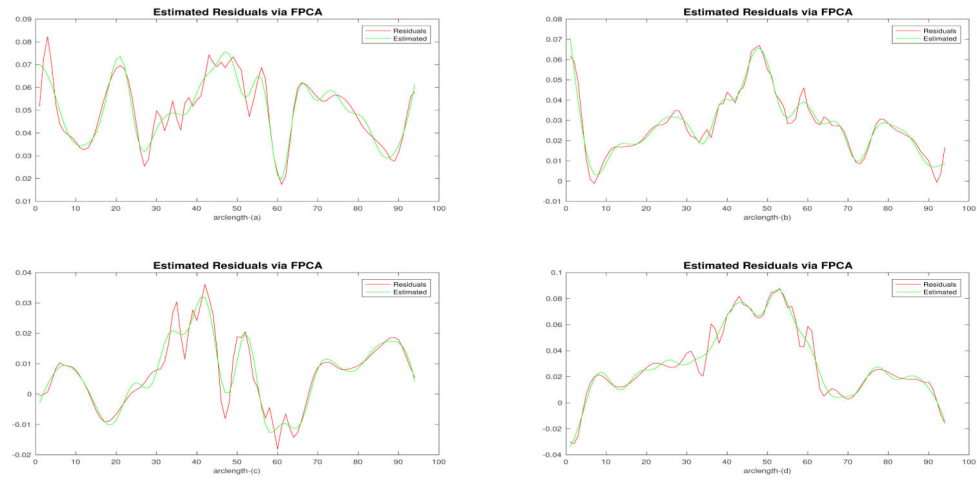 Estimated Residuals via FPCA
0.09
0.08
0.07
0.06
0.05
0.04
0.03
0.02
0.01
Residuals
Estimated
0 10 20 30 40 50 60 70 80 90 100
arclength-(a)
Estimated Residuals via FPCA
0.08
0.07
0.06
0.05
0.04
0.03
0.02
0.01
0
-0.01
Residuals
Estimated
0 10 20 30 40 50 60 70 80 90 100
arclength-(b)
Estimated Residuals via FPCA
0.04
0.03
0.02
0.01
0
-0.01
-0.02
Residuals
Estimated
0 10 20 30 40 50 60 70 80 90 100
arclength-(c)
Estimated Residuals via FPCA
0.1
0.08
0.06
0.04
0.02
0
-0.02
-0.04
Residuals
Estimated
0 10 20 30 40 50 60 70 80 90 100
arclength-(d)